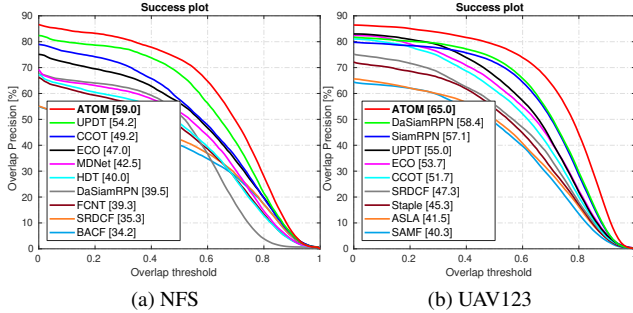 Success plot
90
80
70
60
50
40
30
20
10
0
Overlap Precision [%]
ATOM [59.0]
UPDT [54.2]
CCOT [49.2]
ECO [47.0]
MDNet [42.5]
HDT [40.0]
DaSiamRPN [39.5]
FCNT [39.3]
SRDCF [35.3]
BACF [34.2]
0 0.2 0.4 0.6 0.8 1
Overlap threshold
(a) NFS
Success plot
90
80
70
60
50
40
30
20
10
0
Overlap Precision [%]
ATOM [65.0]
DaSiamRPN [58.4]
SiamRPN [57.1]
UPDT [55.0]
ECO [53.7]
CCOT [51.7]
SRDCF [47.3]
Staple [45.3]
ASLA [41.5]
SAMF [40.3]
0 0.2 0.4 0.6 0.8 1
Overlap threshold
(b) UAV123